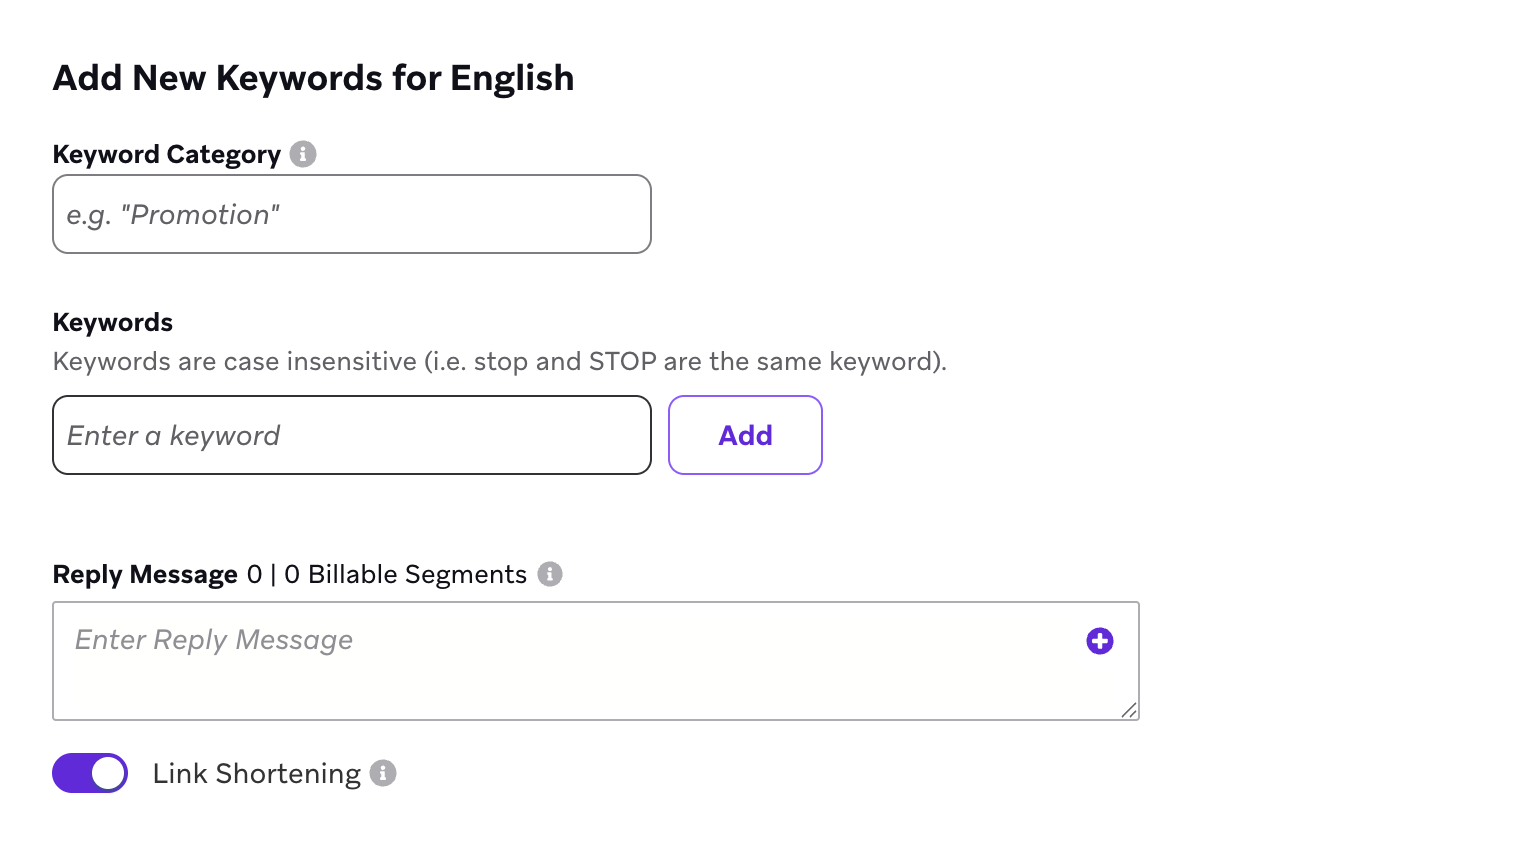 Add New Keywords for English
Keyword Category
e.g. "Promotion"
Keywords
Keywords are case insensitive (i.e. stop and STOP are the same keyword).
Enter a keyword
Add
Reply Message 0 | 0 Billable Segments
Enter Reply Message
Link Shortening